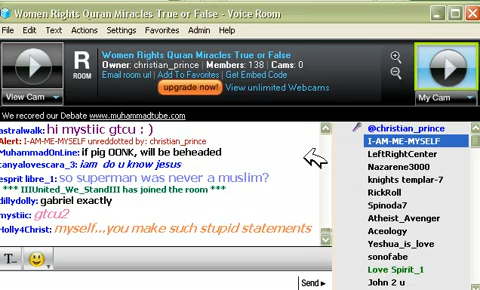 Women Rights Quran Miracles True or False - Voice Room
File Edit Text Actions Settings Favorites Admin Help
R
ROOM
Women Rights Quran Miracles True or False
Owner: christian_prince | Members: 138 | Cams: 0
Email room url | Add To Favorites | Get Embed Code
upgrade now! View unlimited Webcams
View Cam
My Cam
We recored our Debate www.muhammadtube.com
astralwalk: hi mystiic gtcu : )
Alert: I-AM-ME-MYSELF unreddotted by: christian_prince
MuhammadOnLine: if pig OONK, will be beheaded
tanyalovescara_3: iam do u know jesus
esprit libre_1: so superman was never a muslim?
*** IIIUnited_We_StandIII has joined the room ***
dillydolly: gabriel exactly
mystiic: gtcu2
Holly4Christ: myself...you make such stupid statements
@christian_prince
I-AM-ME-MYSELF
LeftRightCenter
Nazarene3000
knights templar-7
RickRoll
Spinoda7
Atheist_Avenger
Aceology
Yeshua_is_love
sonofabe
Love Spirit_1
John 2 u
T...
Send